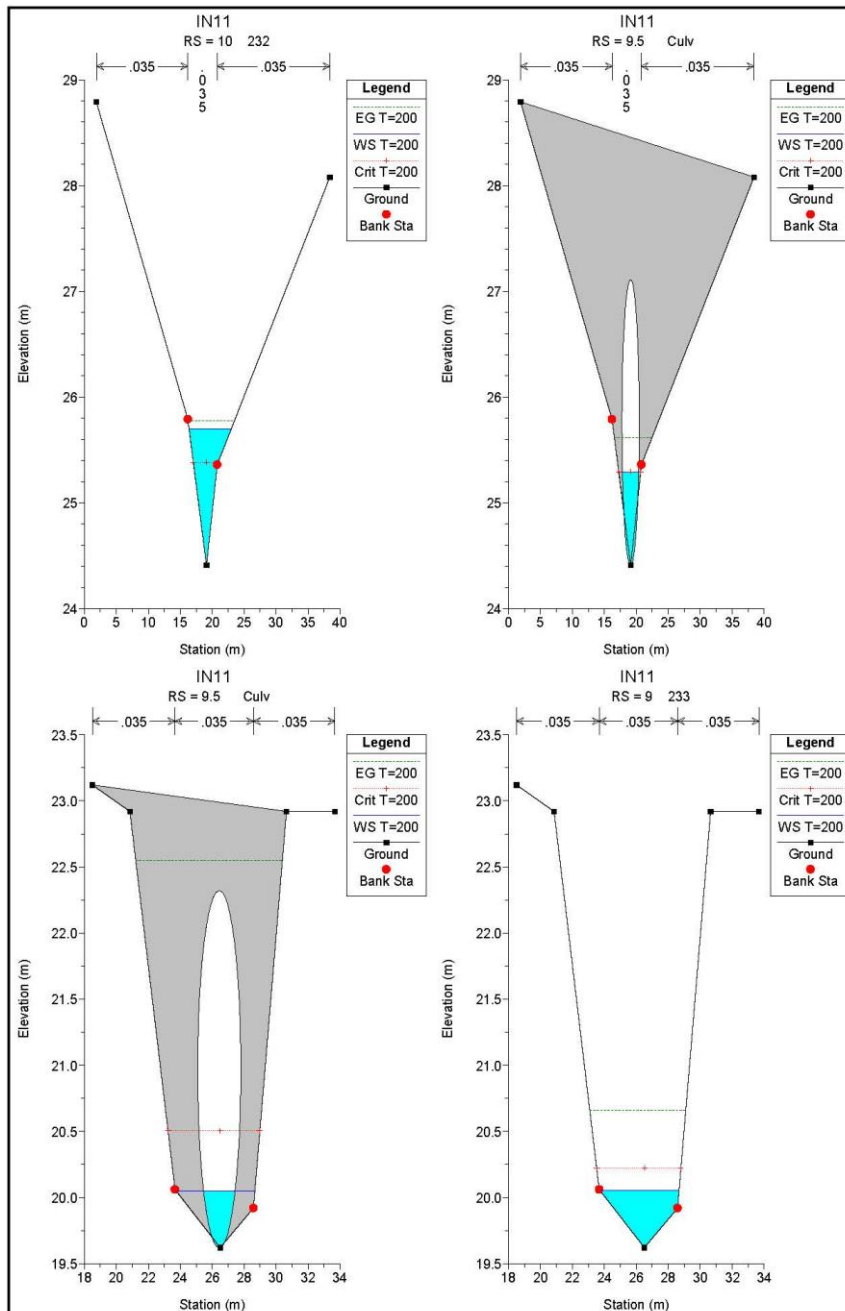 IN11
RS = 10 232
.035 .035 .035
Legend
EG T=200
WS T=200
Crit T=200
Ground
Bank Sta
Elevation (m)
29
28
27
26
25
24
0 5 10 15 20 25 30 35 40
Station (m)
IN11
RS = 9.5 Culv
.035 .035 .035
Legend
EG T=200
WS T=200
Crit T=200
Ground
Bank Sta
Elevation (m)
29
28
27
26
25
24
0 5 10 15 20 25 30 35 40
Station (m)
IN11
RS = 9.5 Culv
.035 .035 .035
Legend
EG T=200
Crit T=200
WS T=200
Ground
Bank Sta
Elevation (m)
23.5
23.0
22.5
22.0
21.5
21.0
20.5
20.0
19.5
18 20 22 24 26 28 30 32 34
Station (m)
IN11
RS = 9 233
.035 .035 .035
Legend
EG T=200
Crit T=200
WS T=200
Ground
Bank Sta
Elevation (m)
23.5
23.0
22.5
22.0
21.5
21.0
20.5
20.0
19.5
18 20 22 24 26 28 30 32 34
Station (m)